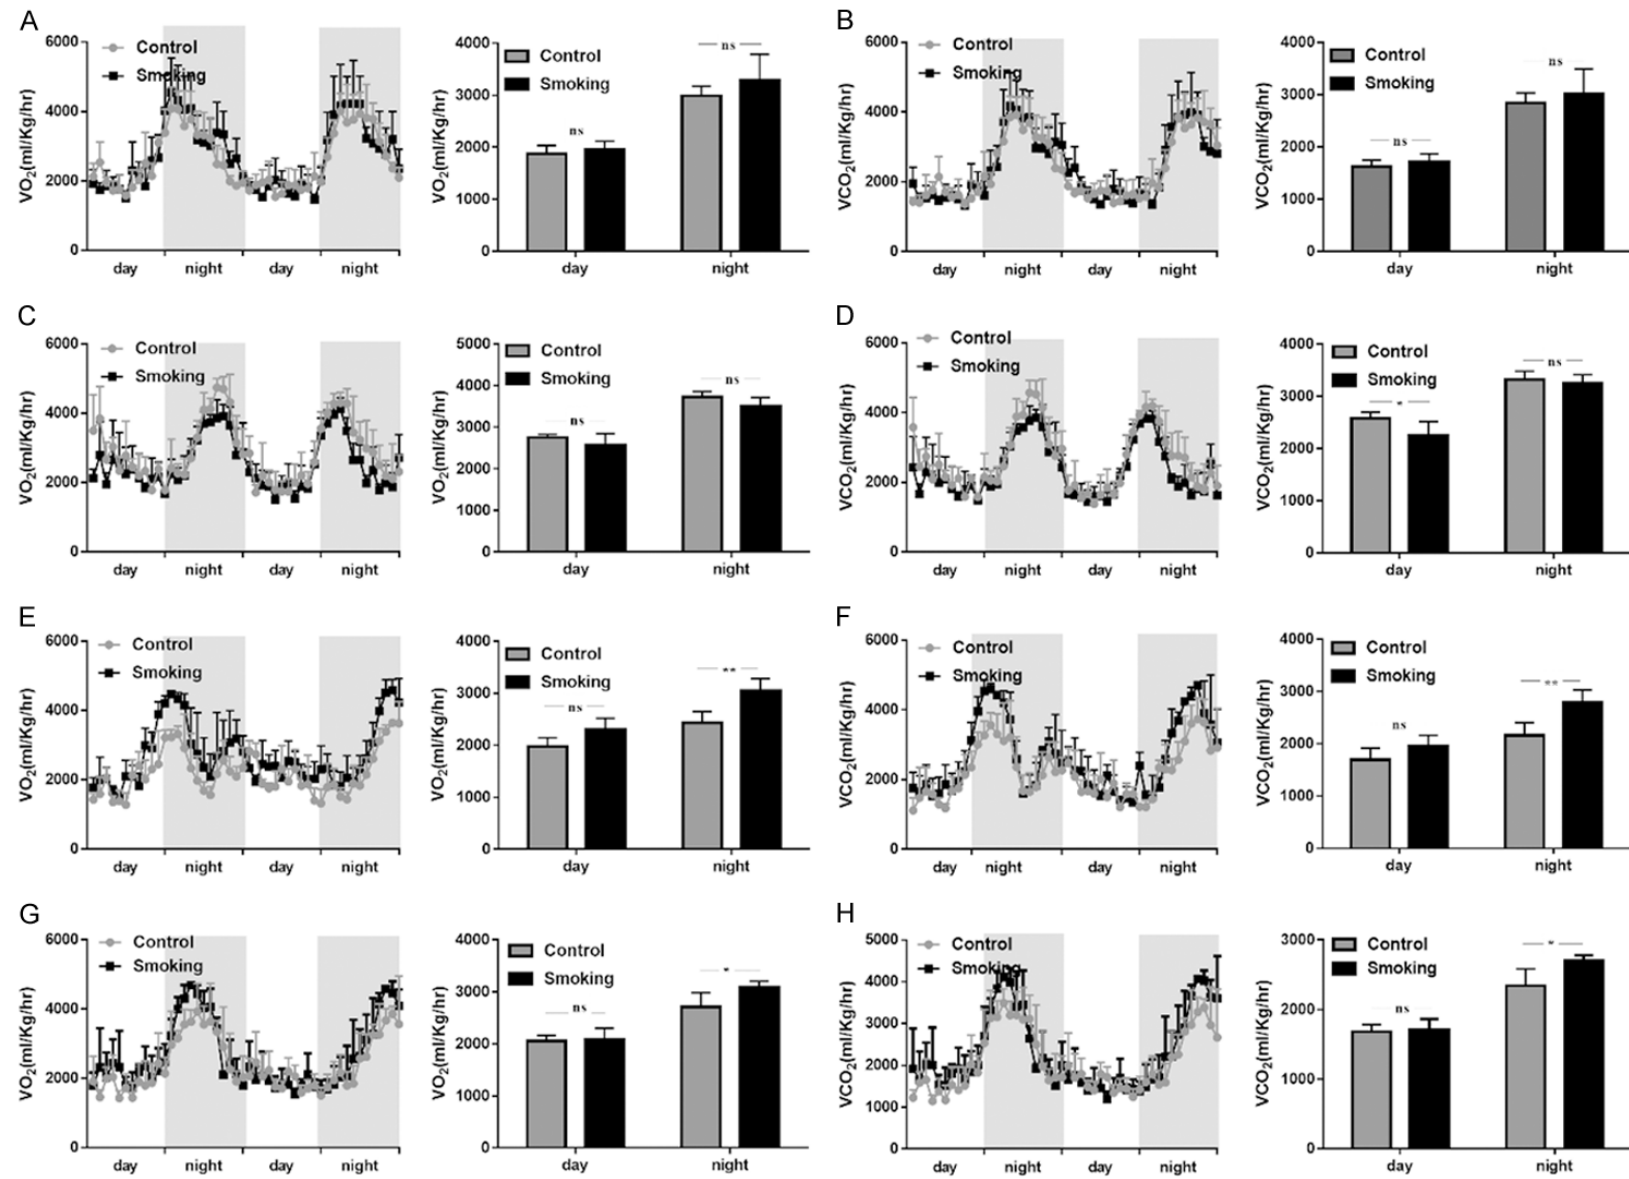 A
6000
4000
2000
0
VO2(ml/Kg/hr)
Control
Smoking
day night day night
4000
3000
2000
1000
0
VO2(ml/Kg/hr)
Control
Smoking
ns
ns
day night
B
6000
4000
2000
0
VCO2(ml/Kg/hr)
Control
Smoking
day night day night
4000
3000
2000
1000
0
VCO2(ml/Kg/hr)
Control
Smoking
ns
ns
day night
C
6000
4000
2000
0
VO2(ml/Kg/hr)
Control
Smoking
day night day night
5000
4000
3000
2000
1000
0
VO2(ml/Kg/hr)
Control
Smoking
ns
ns
day night
D
6000
4000
2000
0
VCO2(ml/Kg/hr)
Control
Smoking
day night day night
4000
3000
2000
1000
0
VCO2(ml/Kg/hr)
Control
Smoking
*
ns
day night
E
6000
4000
2000
0
VO2(ml/Kg/hr)
Control
Smoking
day night day night
4000
3000
2000
1000
0
VO2(ml/Kg/hr)
Control
Smoking
ns
**
day night
F
6000
4000
2000
0
VCO2(ml/Kg/hr)
Control
Smoking
day night day night
4000
3000
2000
1000
0
VCO2(ml/Kg/hr)
Control
Smoking
ns
**
day night
G
6000
4000
2000
0
VO2(ml/Kg/hr)
Control
Smoking
day night day night
4000
3000
2000
1000
0
VO2(ml/Kg/hr)
Control
Smoking
ns
*
day night
H
5000
4000
3000
2000
1000
0
VCO2(ml/Kg/hr)
Control
Smoking
day night day night
3000
2000
1000
0
VCO2(ml/Kg/hr)
Control
Smoking
ns
*
day night